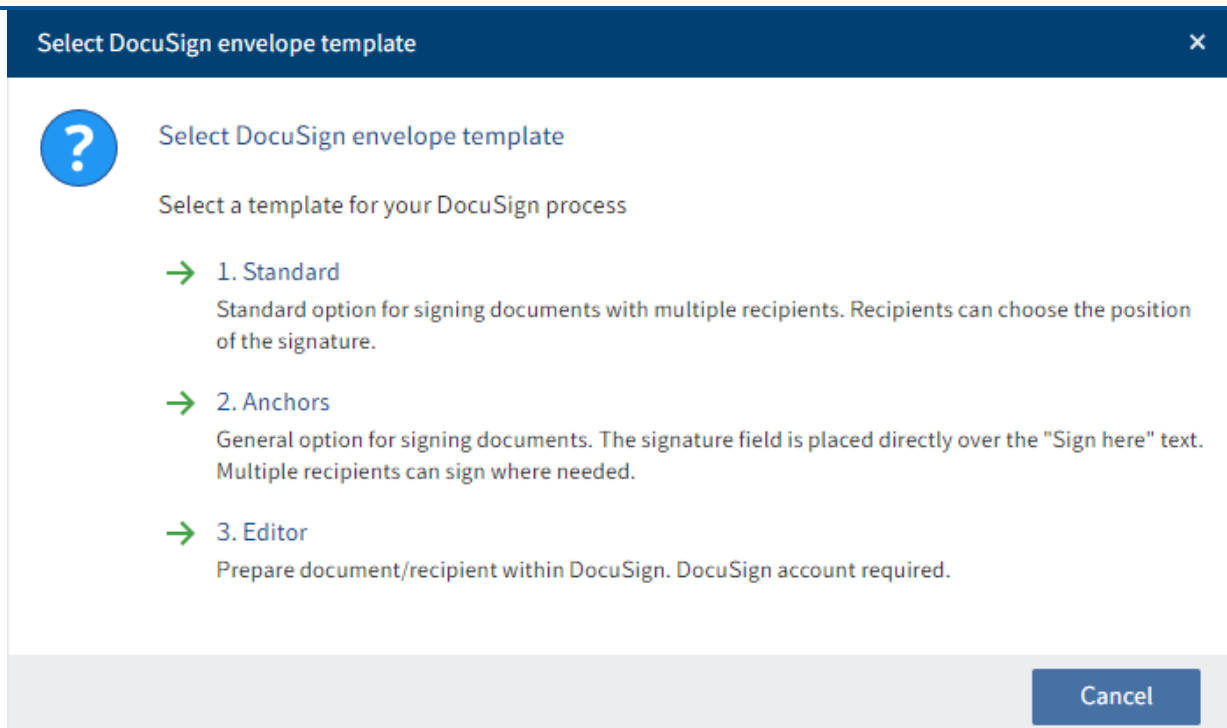 Select DocuSign envelope template
×
?
Select DocuSign envelope template
Select a template for your DocuSign process
1. Standard
Standard option for signing documents with multiple recipients. Recipients can choose the position
of the signature.
2. Anchors
General option for signing documents. The signature field is placed directly over the "Sign here" text.
Multiple recipients can sign where needed.
3. Editor
Prepare document/recipient within DocuSign. DocuSign account required.
Cancel